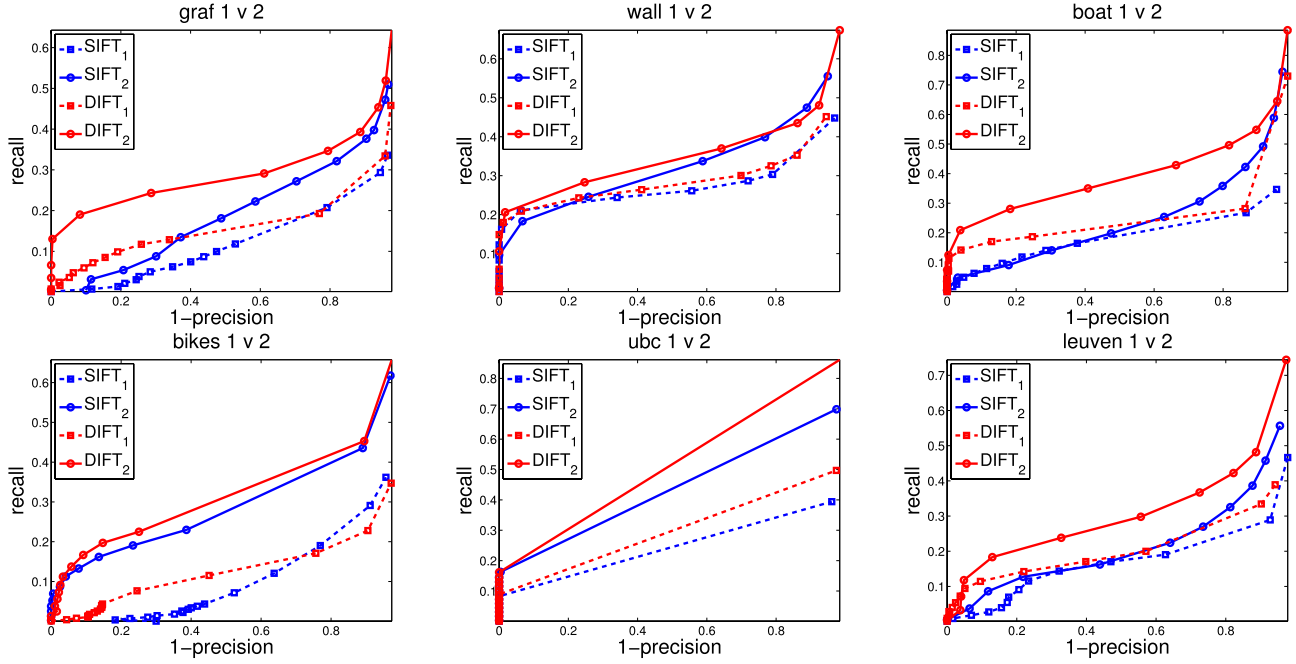 graf 1 v 2
recall
0.6
0.5
0.4
0.3
0.2
0.1
SIFT1
SIFT2
DIFT1
DIFT2
0 0.2 0.4 0.6 0.8
1−precision
wall 1 v 2
recall
0.6
0.5
0.4
0.3
0.2
0.1
SIFT1
SIFT2
DIFT1
DIFT2
0 0.2 0.4 0.6 0.8
1−precision
boat 1 v 2
recall
0.8
0.7
0.6
0.5
0.4
0.3
0.2
0.1
SIFT1
SIFT2
DIFT1
DIFT2
0 0.2 0.4 0.6 0.8
1−precision
bikes 1 v 2
recall
0.6
0.5
0.4
0.3
0.2
0.1
SIFT1
SIFT2
DIFT1
DIFT2
0 0.2 0.4 0.6 0.8
1−precision
ubc 1 v 2
recall
0.8
0.7
0.6
0.5
0.4
0.3
0.2
0.1
SIFT1
SIFT2
DIFT1
DIFT2
0 0.2 0.4 0.6 0.8
1−precision
leuven 1 v 2
recall
0.7
0.6
0.5
0.4
0.3
0.2
0.1
SIFT1
SIFT2
DIFT1
DIFT2
0 0.2 0.4 0.6 0.8
1−precision